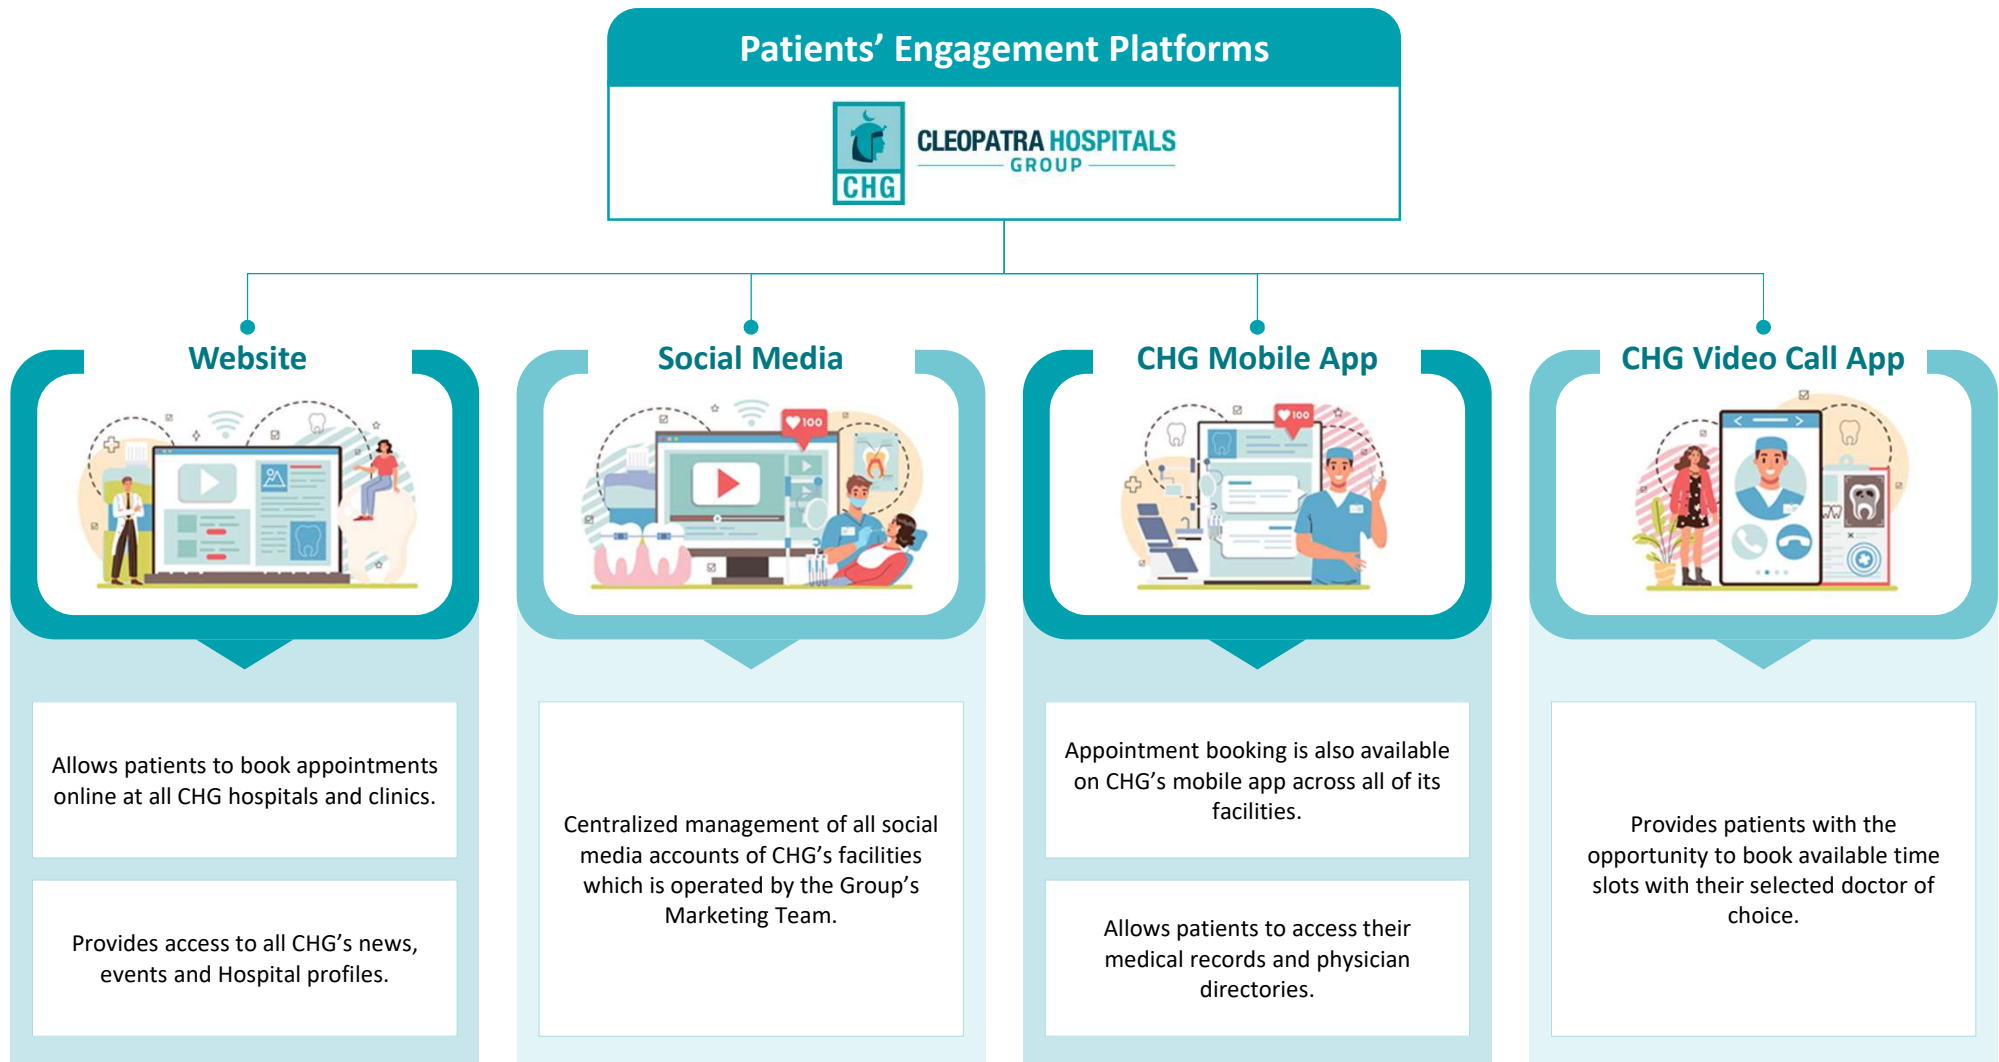 Patients’ Engagement Platforms
CHG
CLEOPATRA HOSPITALS
GROUP
Website
Social Media
CHG Mobile App
CHG Video Call App
100
100
Allows patients to book appointments
online at all CHG hospitals and clinics.
Provides access to all CHG’s news,
events and Hospital profiles.
Centralized management of all social
media accounts of CHG’s facilities
which is operated by the Group’s
Marketing Team.
Appointment booking is also available
on CHG’s mobile app across all of its
facilities.
Allows patients to access their
medical records and physician
directories.
Provides patients with the
opportunity to book available time
slots with their selected doctor of
choice.